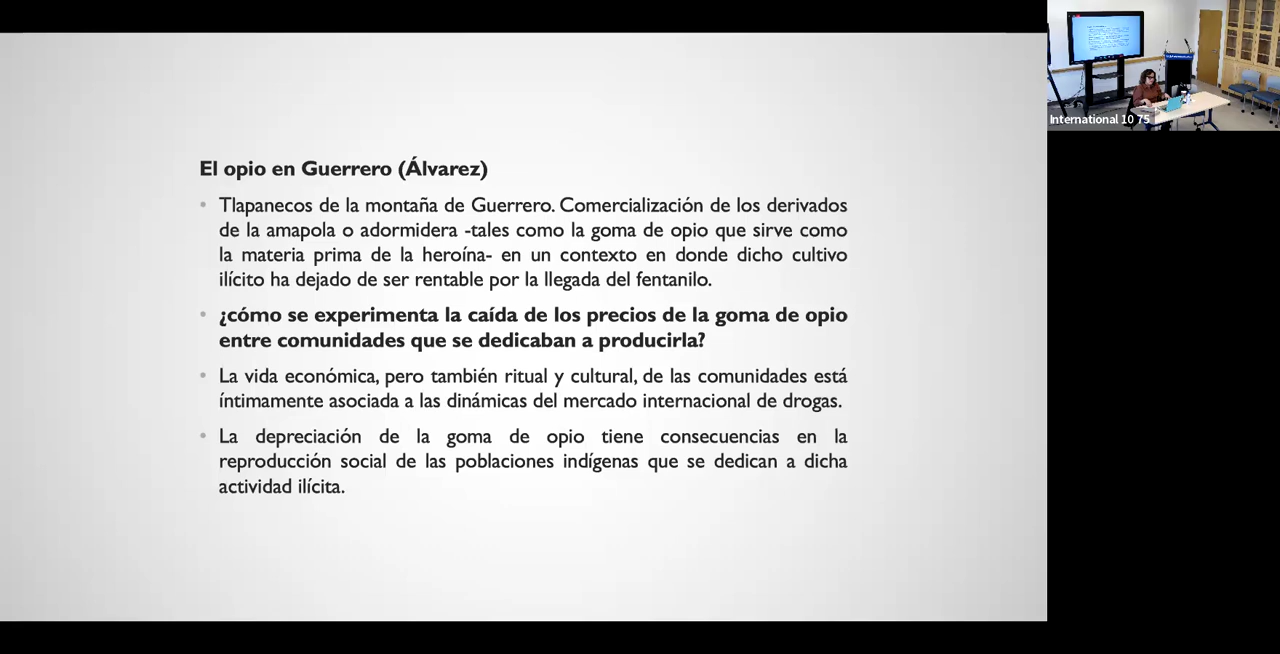 El opio en Guerrero (Álvarez)
• Tlapanecos de la montaña de Guerrero. Comercialización de los derivados
de la amapola o adormidera -tales como la goma de opio que sirve como
la materia prima de la heroína- en un contexto en donde dicho cultivo
ilícito ha dejado de ser rentable por la llegada del fentanilo.
• ¿cómo se experimenta la caída de los precios de la goma de opio
entre comunidades que se dedicaban a producirla?
• La vida económica, pero también ritual y cultural, de las comunidades está
íntimamente asociada a las dinámicas del mercado internacional de drogas.
• La depreciación de la goma de opio tiene consecuencias en la
reproducción social de las poblaciones indígenas que se dedican a dicha
actividad ilícita.
International 10 75